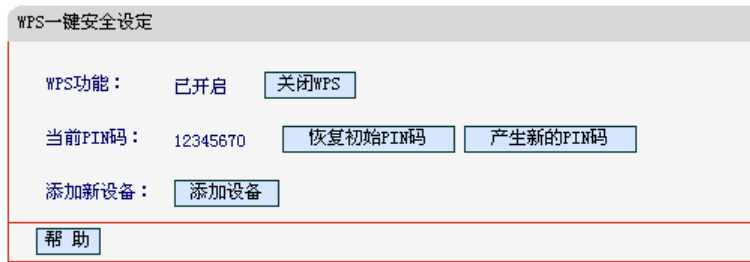 WPS一键安全设定
WPS功能： 已开启 关闭WPS
当前PIN码： 12345670 恢复初始PIN码 产生新的PIN码
添加新设备： 添加设备
帮 助